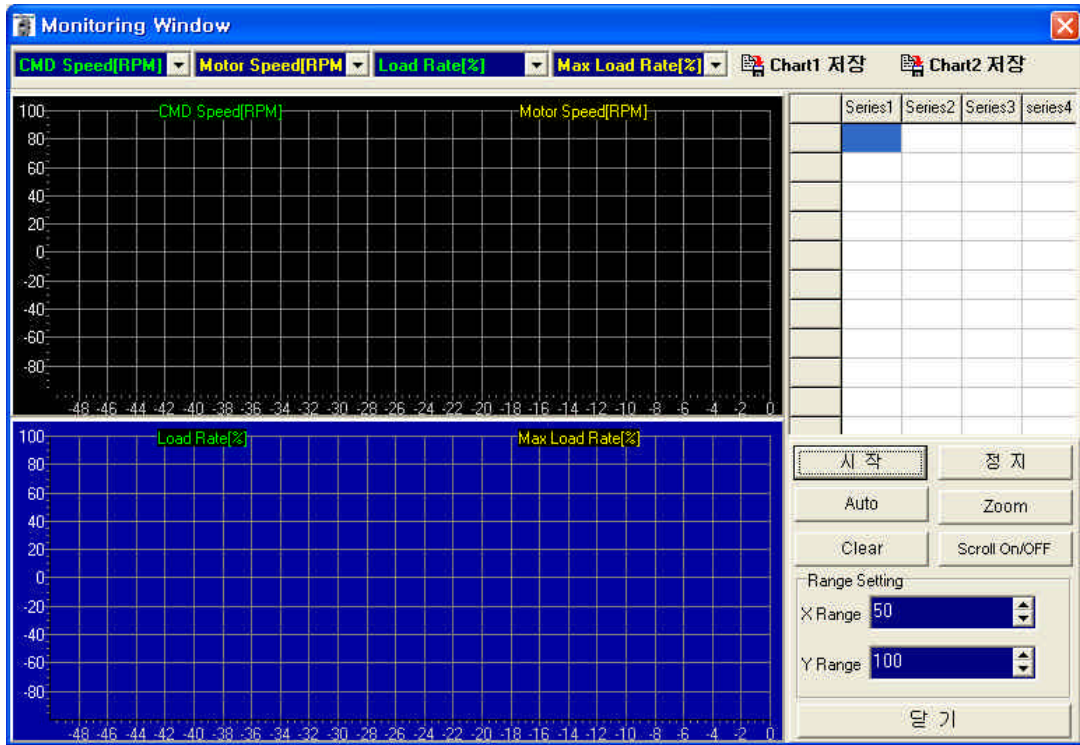 Monitoring Window
CMD Speed[RPM] Motor Speed[RPM Load Rate[%] Max Load Rate[%] Chart1 저장 Chart2 저장
CMD Speed[RPM] Motor Speed[RPM]
100
80
60
40
20
0
-20
-40
-60
-80
-48 -46 -44 -42 -40 -38 -36 -34 -32 -30 -28 -26 -24 -22 -20 -18 -16 -14 -12 -10 -8 -6 -4 -2 0
Load Rate[%] Max Load Rate[%]
100
80
60
40
20
0
-20
-40
-60
-80
-48 -46 -44 -42 -40 -38 -36 -34 -32 -30 -28 -26 -24 -22 -20 -18 -16 -14 -12 -10 -8 -6 -4 -2 0
Series1 Series2 Series3 series4
시 작 정 지
Auto Zoom
Clear Scroll On/OFF
Range Setting
X Range 50
Y Range 100
닫 기